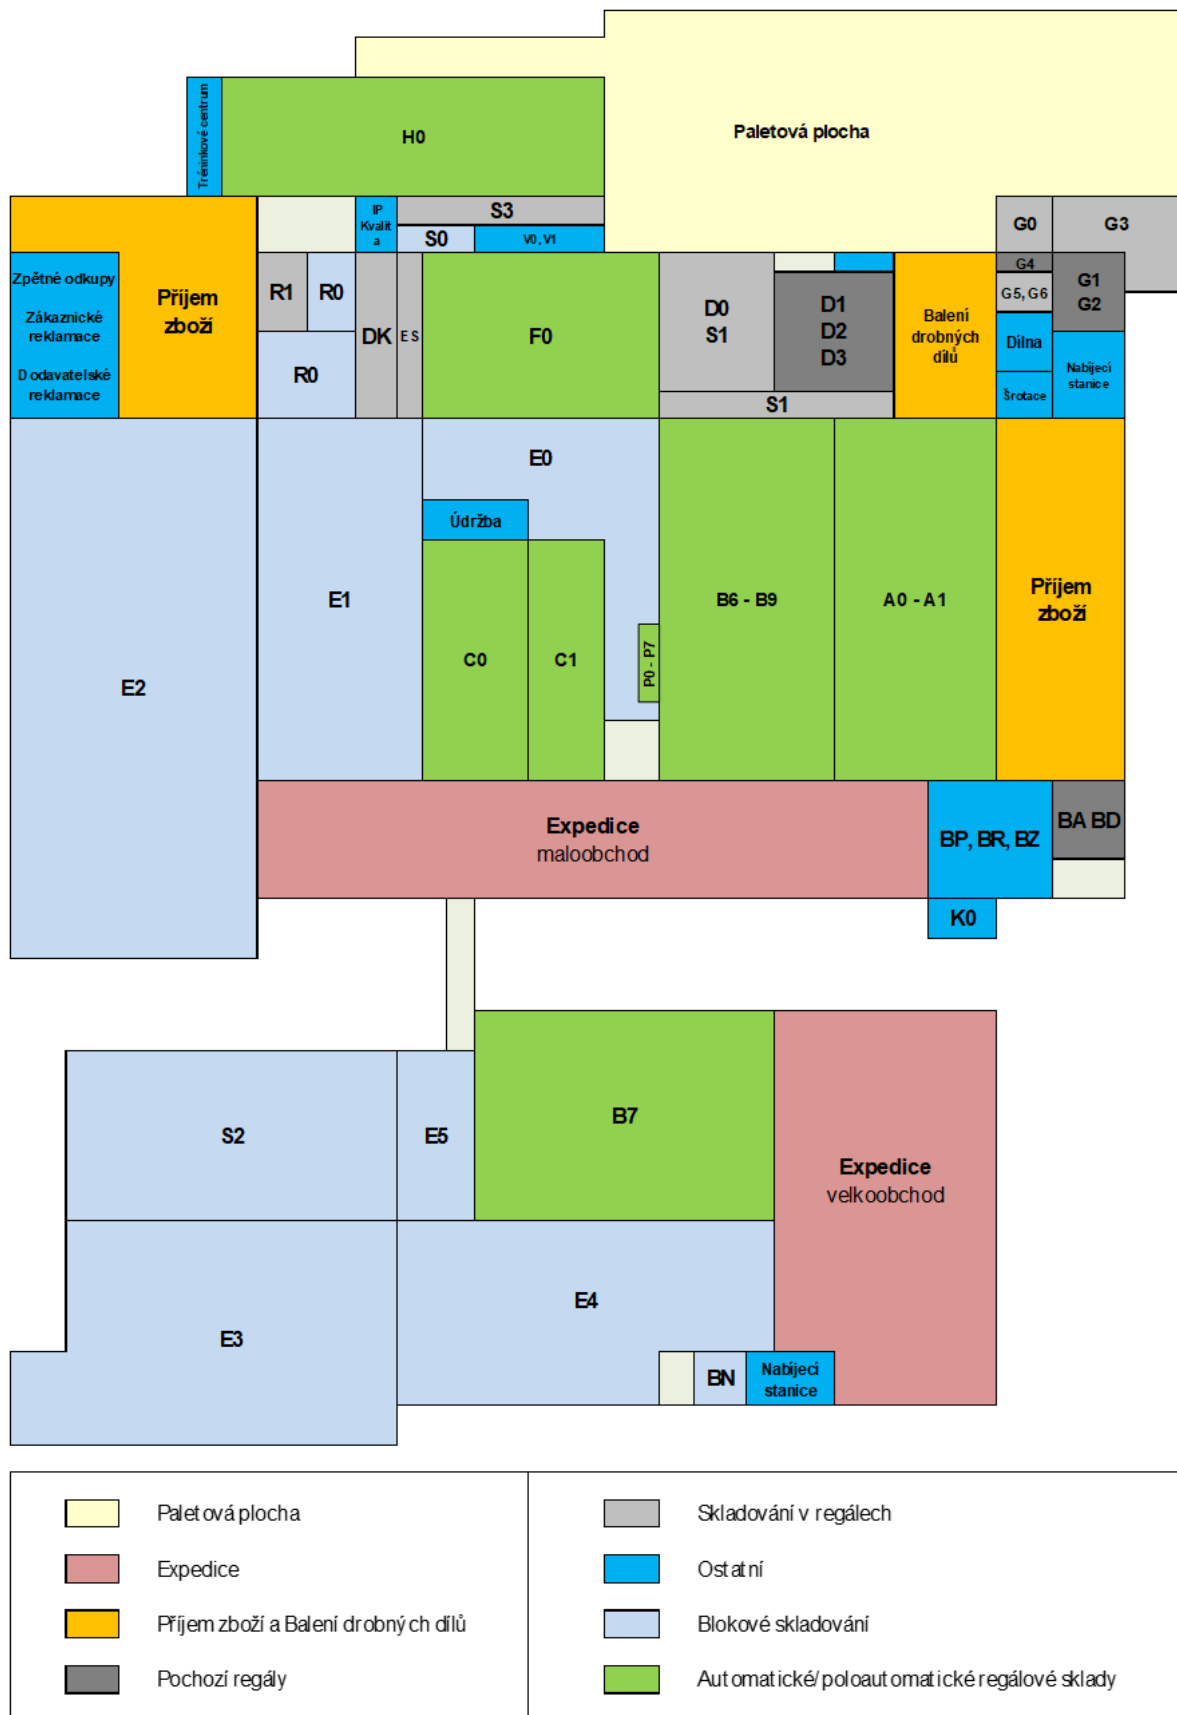 Paletová plocha
Tréninkové centrum
H0
IP
Kvalit
a
S3
S0
V0, V1
G0
G3
Zpětné odkupy
Zákaznické
reklamace
Dodavatelské
reklamace
Příjem
zboží
R1
R0
R0
DK
ES
F0
D0
S1
D1
D2
D3
S1
Balení
drobných
dílů
G4
G5, G6
G1
G2
Dílna
Šrotace
Nabíjecí
stanice
E2
E1
E0
Údržba
C0
C1
P0 - P7
B6 - B9
A0 - A1
Příjem
zboží
Expedice
maloobchod
BP, BR, BZ
BA BD
K0
S2
E5
B7
Expedice
velkoobchod
E3
E4
BN
Nabíjecí
stanice
Paletová plocha
Expedice
Příjem zboží a Balení drobných dílů
Pochozí regály
Skladování v regálech
Ostatní
Blokové skladování
Automatické/poloautomatické regálové sklady